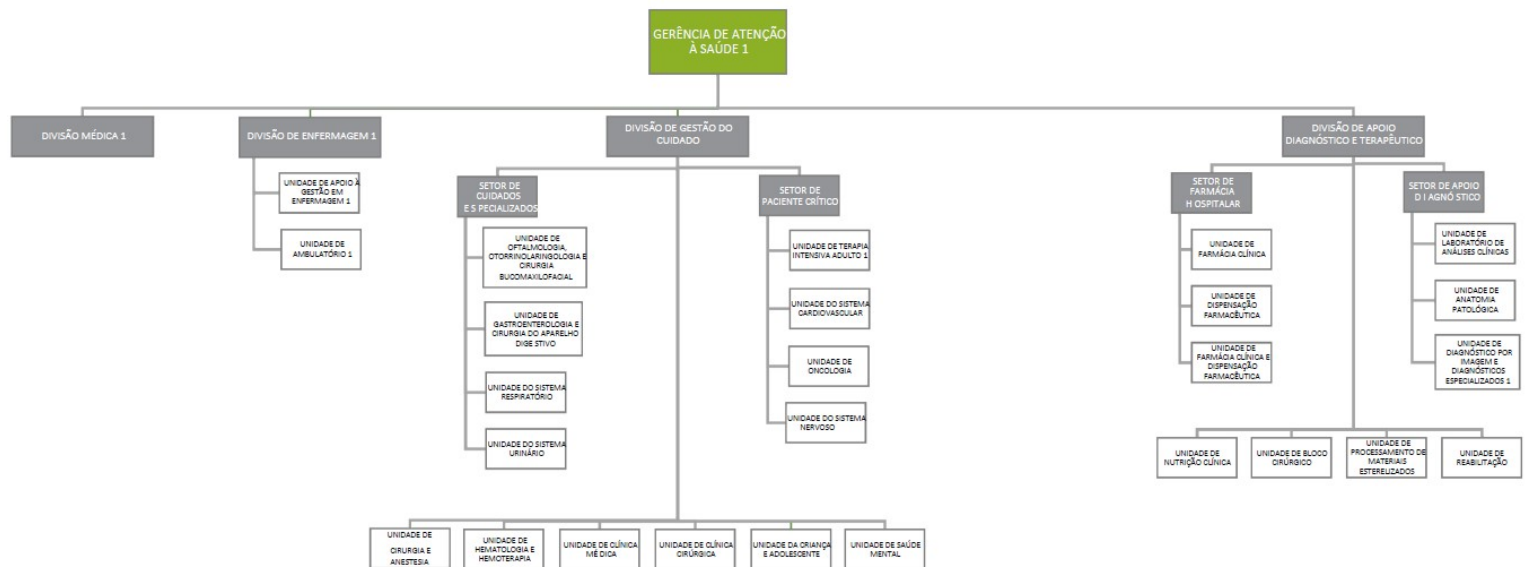 GERÊNCIA DE ATENÇÃO
À SAÚDE 1
DIVISÃO MÉDICA 1
DIVISÃO DE ENFERMAGEM 1
DIVISÃO DE GESTÃO DO
CUIDADO
DIVISÃO DE APOIO
DIAGNÓSTICO E TERAPÊUTICO
UNIDADE DE APOIO À
GESTÃO EM
ENFERMAGEM 1
UNIDADE DE
AMBULATÓRIO 1
SETOR DE
CUIDADOS
E S PECIALIZADOS
UNIDADE DE
OFTALMOLOGIA,
OTORRINOLARINGOLOGIA E
CIRURGIA
BUCOMAXILOFACIAL
UNIDADE DE
GASTROENTEROLOGIA E
CIRURGIA DO APARELHO
DIGE STIVO
UNIDADE DO SISTEMA
RESPIRATÓRIO
UNIDADE DO SISTEMA
URINÁRIO
SETOR DE
PACIENTE CRÍTICO
UNIDADE DE TERAPIA
INTENSIVA ADULTO 1
UNIDADE DO SISTEMA
CARDIOVASCULAR
UNIDADE DE
ONCOLOGIA
UNIDADE DO SISTEMA
NERVOSO
UNIDADE DE
CIRURGIA E
ANESTESIA
UNIDADE DE
HEMATOLOGIA E
HEMOTERAPIA
UNIDADE DE CLÍNICA
MÉ DICA
UNIDADE DE CLÍNICA
CIRÚRGICA
UNIDADE DA CRIANÇA
E ADOLESCENTE
UNIDADE DE SAÚDE
MENTAL
SETOR DE
FARMÁCIA
H OSPITALAR
UNIDADE DE
FARMÁCIA CLÍNICA
UNIDADE DE
DISPENSAÇÃO
FARMACÊUTICA
UNIDADE DE
FARMÁCIA CLÍNICA E
DISPENSAÇÃO
FARMACÊUTICA
SETOR DE APOIO
D I AGNÓ STICO
UNIDADE DE
LABORATÓRIO DE
ANÁLISES CLÍNICAS
UNIDADE DE
ANATOMIA
PATOLÓGICA
UNIDADE DE
DIAGNÓSTICO POR
IMAGEM E
DIAGNÓSTICOS
ESPECIALIZADOS 1
UNIDADE DE
NUTRIÇÃO CLÍNICA
UNIDADE DE BLOCO
CIRÚRGICO
UNIDADE DE
PROCESSAMENTO DE
MATERIAIS
ESTERELIZADOS
UNIDADE DE
REABILITAÇÃO